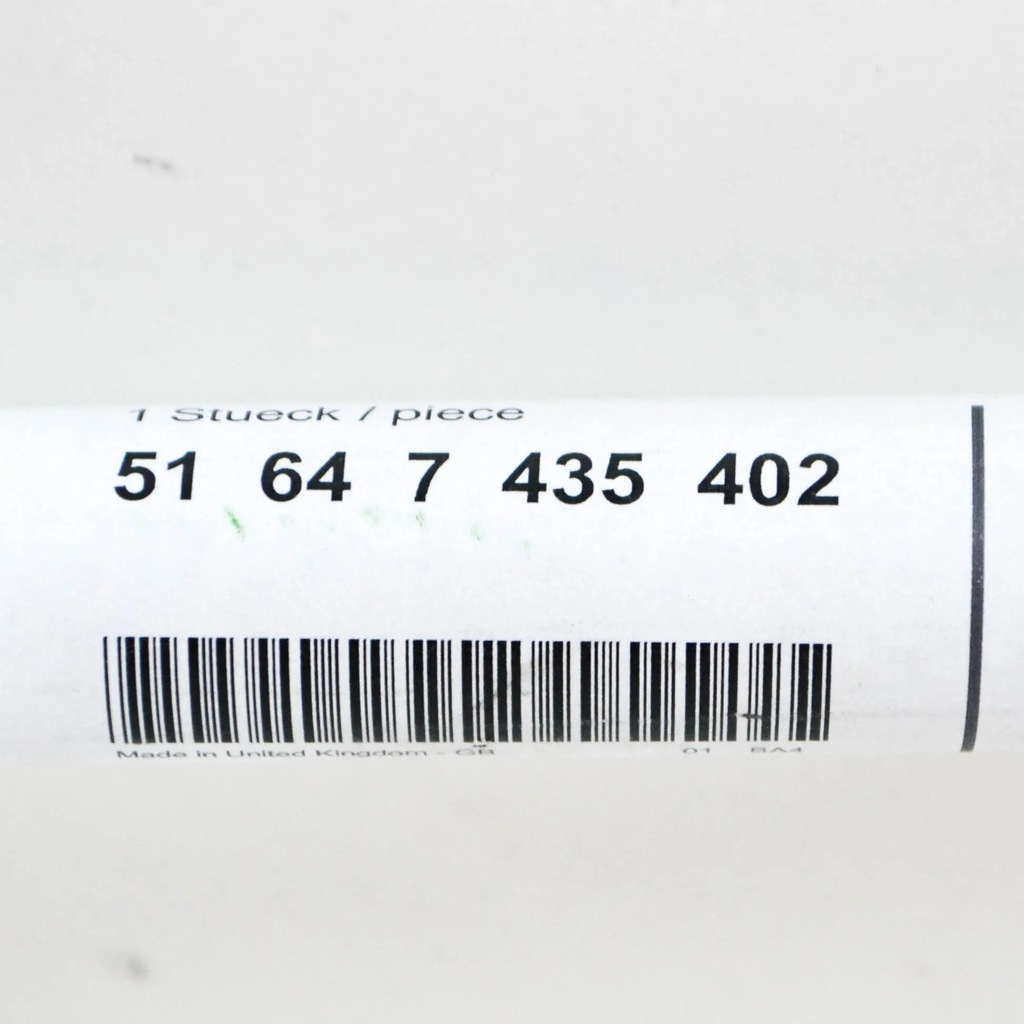 1 Stueck / piece
51 64 7 435 402
Made in United Kingdom - GB 01 BA4